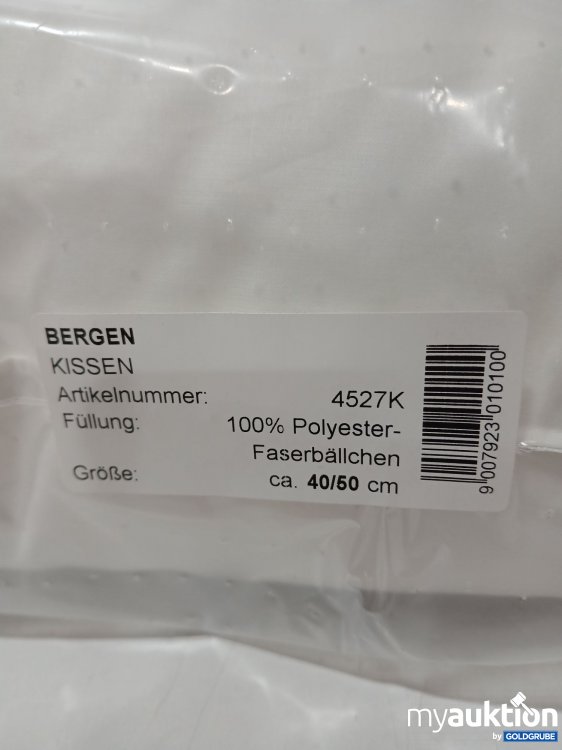 BERGEN
KISSEN
Artikelnummer: 4527K
Füllung: 100% Polyester-
Faserbällchen
Größe: ca. 40/50 cm
9 007923 010100
myauktion
by GOLDGRUBE